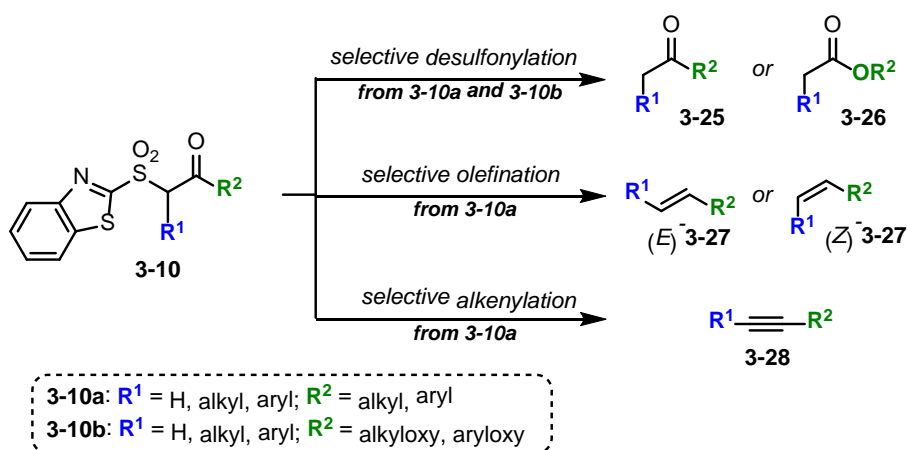 selective desulfonylation
from 3-10a and 3-10b
O
R²
R¹
3-25
or
O
OR²
R¹
3-26
N
S
O₂
S
O
R²
R¹
3-10
selective olefination
from 3-10a
R¹
R²
(E)-3-27
or
R²
R¹
(Z)-3-27
selective alkenylation
from 3-10a
R¹
R²
3-28
3-10a: R¹ = H, alkyl, aryl; R² = alkyl, aryl
3-10b: R¹ = H, alkyl, aryl; R² = alkyloxy, aryloxy